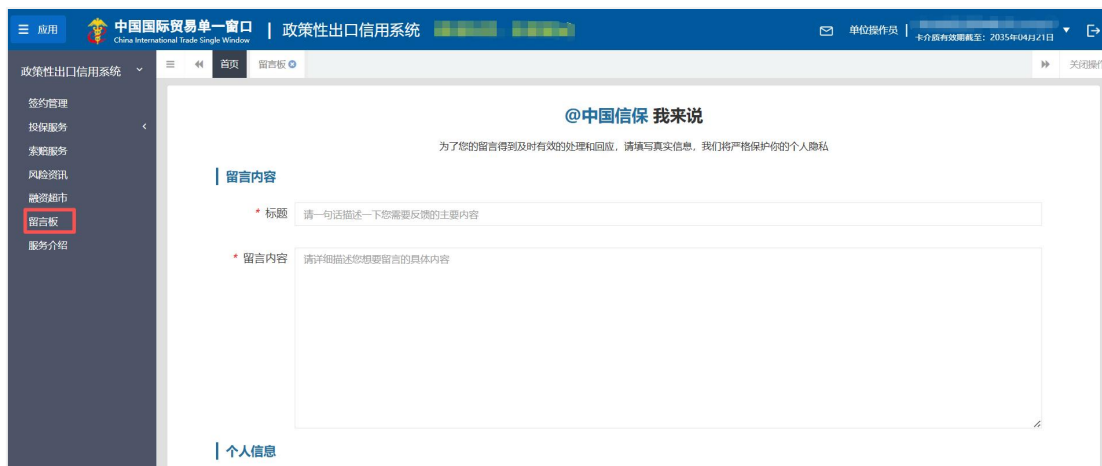 应用
中国国际贸易单一窗口 | 政策性出口信用系统
China International Trade Single Window
单位操作员
卡介质有效期截至：2035年04月21日
政策性出口信用系统
首页 留言板
关闭操作
签约管理
投保服务
索赔服务
风险资讯
融资超市
留言板
服务介绍
@中国信保 我来说
为了您的留言得到及时有效的处理和回应，请填写真实信息，我们将严格保护你的个人隐私
留言内容
* 标题 请一句话描述一下您需要反馈的主要内容
* 留言内容 请详细描述您想要留言的具体内容
个人信息